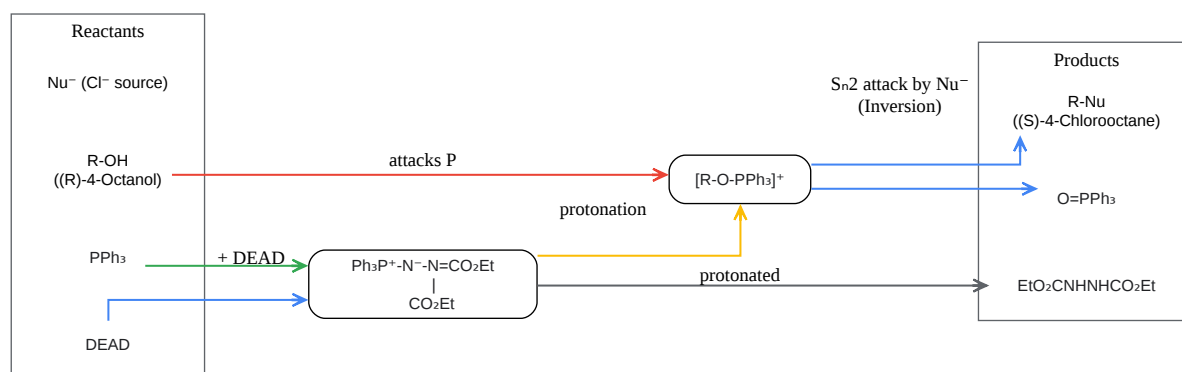 Reactants
Nu⁻ (Cl⁻ source)
R-OH
((R)-4-Octanol)
PPh₃
DEAD
+ DEAD
attacks P
protonation
Ph₃P⁺-N⁻-N=CO₂Et
|
CO₂Et
[R-O-PPh₃]⁺
protonated
Sₙ2 attack by Nu⁻
(Inversion)
Products
R-Nu
((S)-4-Chlorooctane)
O=PPh₃
EtO₂CNHNHCO₂Et